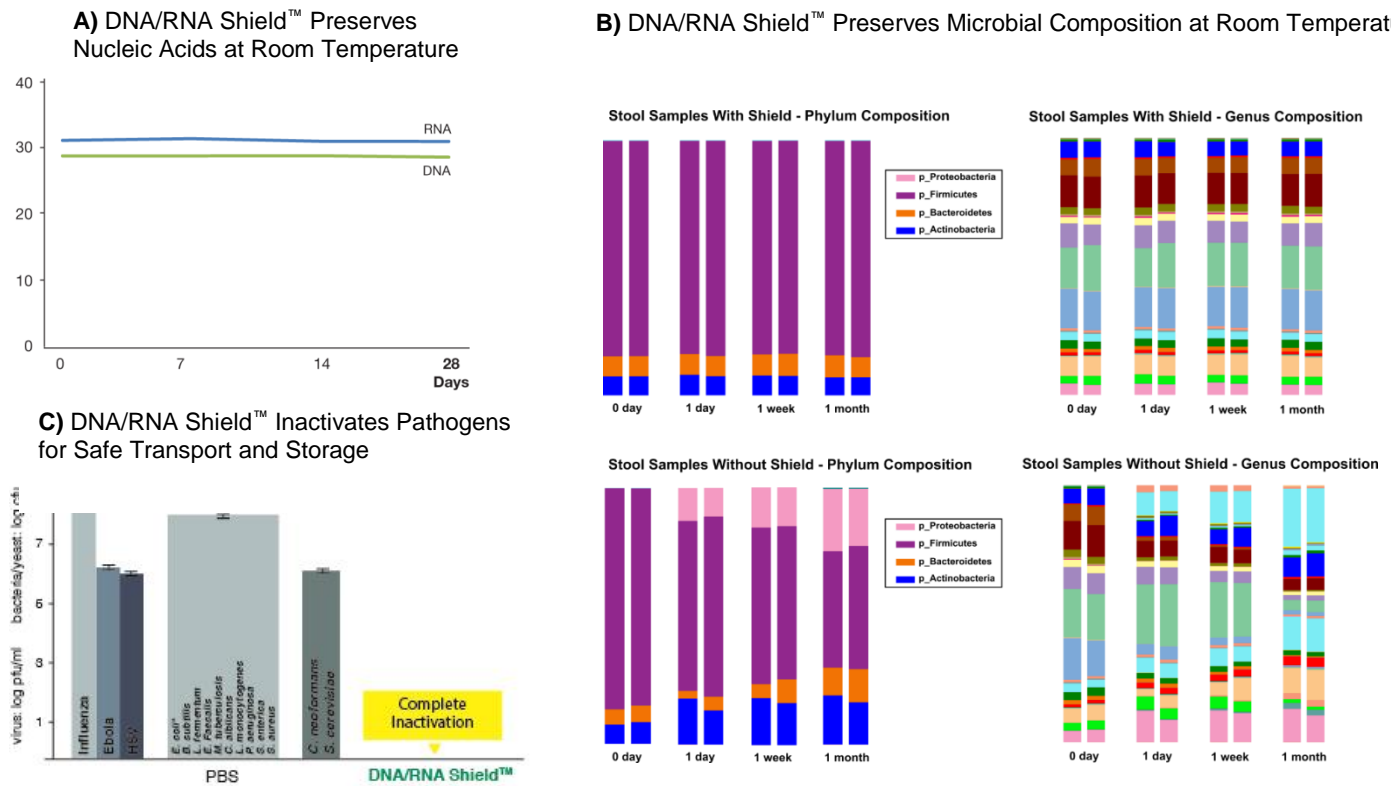 A) DNA/RNA Shield™ Preserves
Nucleic Acids at Room Temperature
40
30
20
10
0
RNA
DNA
0
7
14
28
Days
B) DNA/RNA Shield™ Preserves Microbial Composition at Room Temperat
Stool Samples With Shield - Phylum Composition
p_Proteobacteria
p_Firmicutes
p_Bacteroidetes
p_Actinobacteria
0 day
1 day
1 week
1 month
Stool Samples With Shield - Genus Composition
0 day
1 day
1 week
1 month
Stool Samples Without Shield - Phylum Composition
p_Proteobacteria
p_Firmicutes
p_Bacteroidetes
p_Actinobacteria
0 day
1 day
1 week
1 month
Stool Samples Without Shield - Genus Composition
0 day
1 day
1 week
1 month
C) DNA/RNA Shield™ Inactivates Pathogens
for Safe Transport and Storage
virus: log pfu/ml
bacteria/yeast: log cfu
7
5
3
1
Influenza
Ebola
HSV
E. coli*
B. subtilis
L. fermentum
E. Faecalis
M. tuberculosis
C. albicans
L. monocytogenes
P. aeruginosa
S. enterica
S. aureus
C. neoformans
S. cerevisiae
PBS
Complete
Inactivation
DNA/RNA Shield™